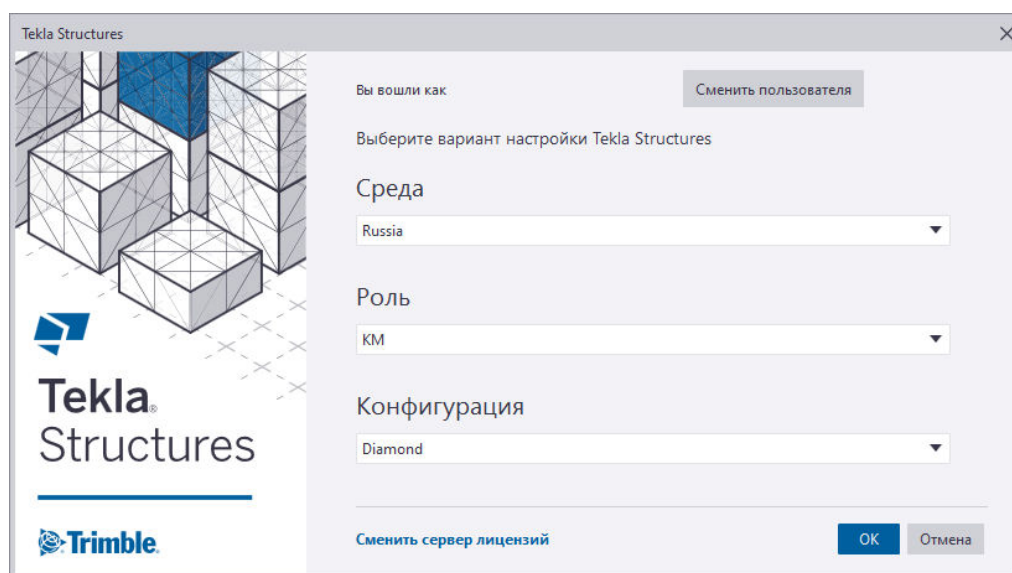 Tekla Structures
Вы вошли как
Сменить пользователя
Выберите вариант настройки Tekla Structures
Среда
Russia
Роль
КМ
Конфигурация
Diamond
Tekla®
Structures
Trimble.
Сменить сервер лицензий
OK
Отмена